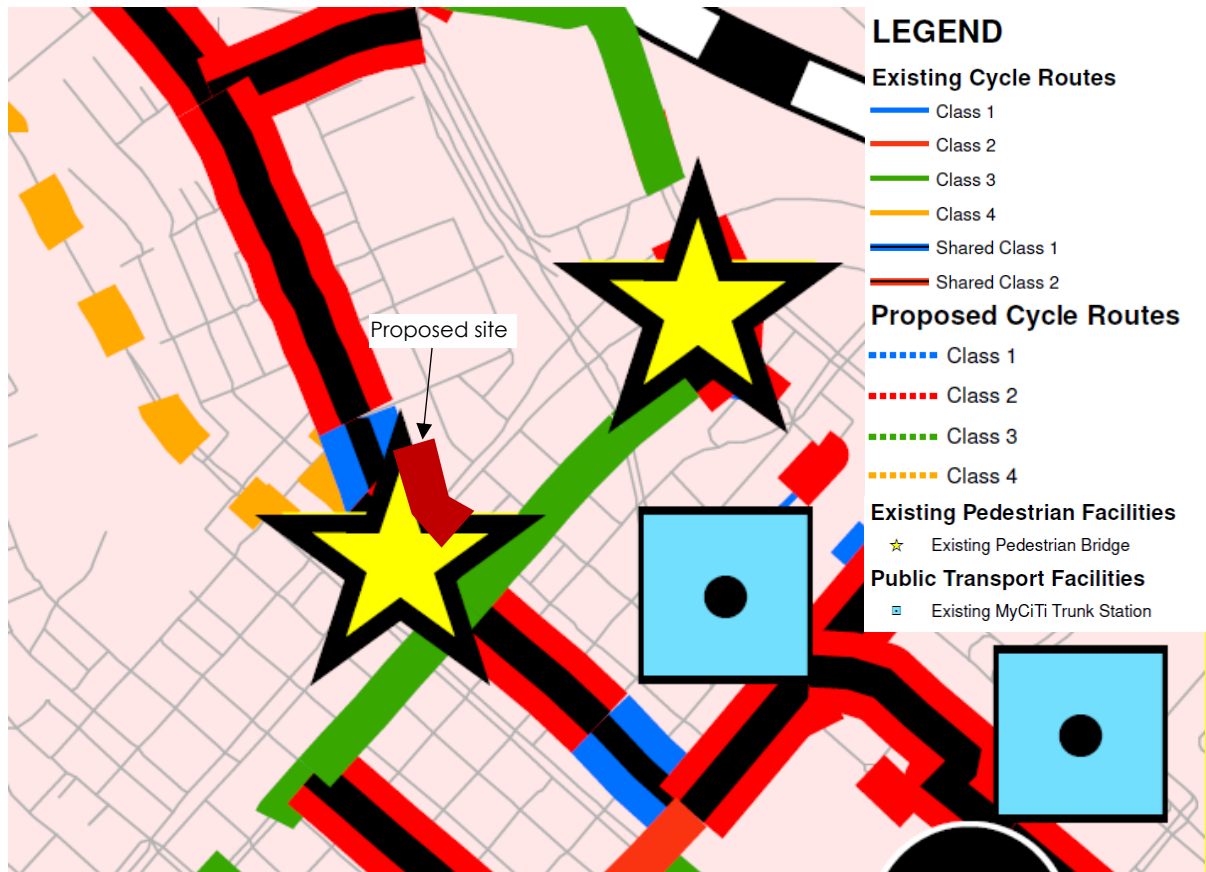 LEGEND
Existing Cycle Routes
Class 1
Class 2
Class 3
Class 4
Shared Class 1
Shared Class 2
Proposed Cycle Routes
Class 1
Class 2
Class 3
Class 4
Existing Pedestrian Facilities
Existing Pedestrian Bridge
Public Transport Facilities
Existing MyCiTi Trunk Station
Proposed site